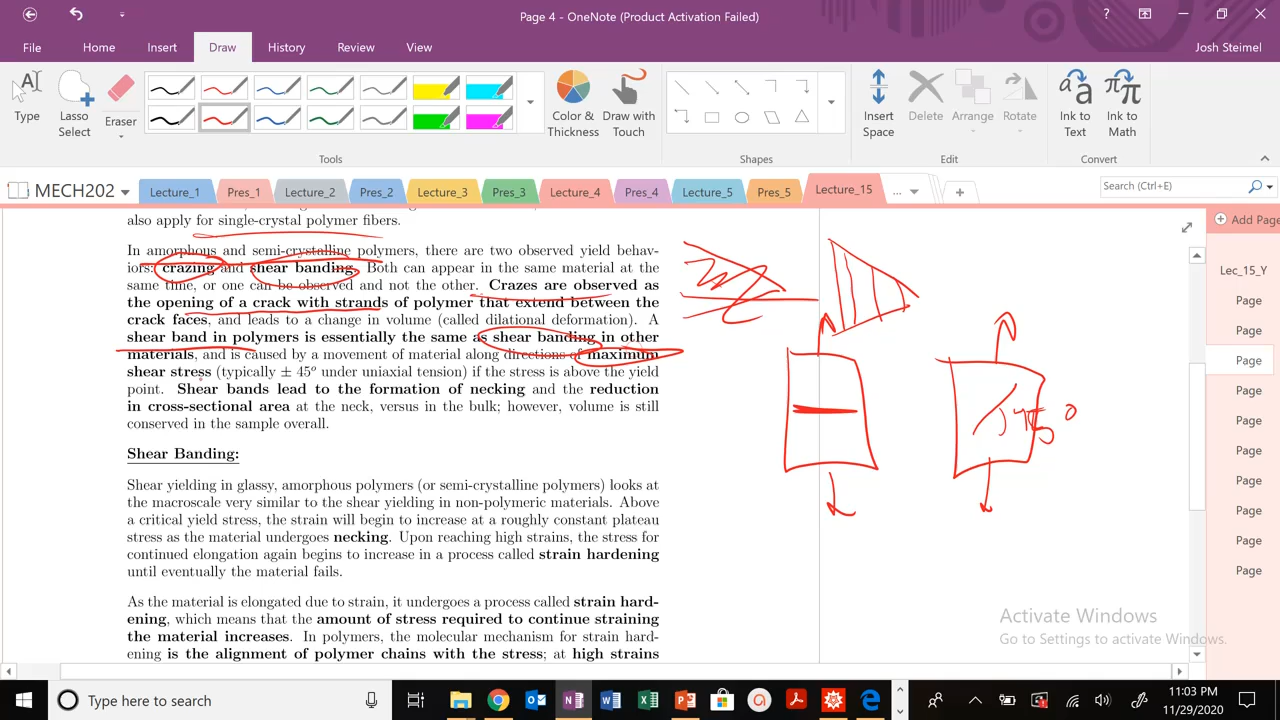 Page 4 - OneNote (Product Activation Failed)
?
File
Home
Insert
Draw
History
Review
View
Josh Steimel
Type
Lasso Select
Eraser
Color & Thickness
Draw with Touch
Insert Space
Delete
Arrange
Rotate
Ink to Text
Ink to Math
Tools
Shapes
Edit
Convert
MECH202
Lecture_1
Pres_1
Lecture_2
Pres_2
Lecture_3
Pres_3
Lecture_4
Pres_4
Lecture_5
Pres_5
Lecture_15
...
Search (Ctrl+E)
Add Page
Lec_15_Y
Page
Page
Page
Page
Page
Page
Page
Page
Page
Page
also apply for single-crystal polymer fibers.
In amorphous and semi-crystalline polymers, there are two observed yield behav-
iors: crazing and shear banding. Both can appear in the same material at the
same time, or one can be observed and not the other. Crazes are observed as
the opening of a crack with strands of polymer that extend between the
crack faces, and leads to a change in volume (called dilational deformation). A
shear band in polymers is essentially the same as shear banding in other
materials, and is caused by a movement of material along directions of maximum
shear stress (typically ± 45° under uniaxial tension) if the stress is above the yield
point. Shear bands lead to the formation of necking and the reduction
in cross-sectional area at the neck, versus in the bulk; however, volume is still
conserved in the sample overall.
Shear Banding:
Shear yielding in glassy, amorphous polymers (or semi-crystalline polymers) looks at
the macroscale very similar to the shear yielding in non-polymeric materials. Above
a critical yield stress, the strain will begin to increase at a roughly constant plateau
stress as the material undergoes necking. Upon reaching high strains, the stress for
continued elongation again begins to increase in a process called strain hardening
until eventually the material fails.
As the material is elongated due to strain, it undergoes a process called strain hard-
ening, which means that the amount of stress required to continue straining
the material increases. In polymers, the molecular mechanism for strain hard-
ening is the alignment of polymer chains with the stress; at high strains
45°
Activate Windows
Go to Settings to activate Windows.
Type here to search
11:03 PM
11/29/2020